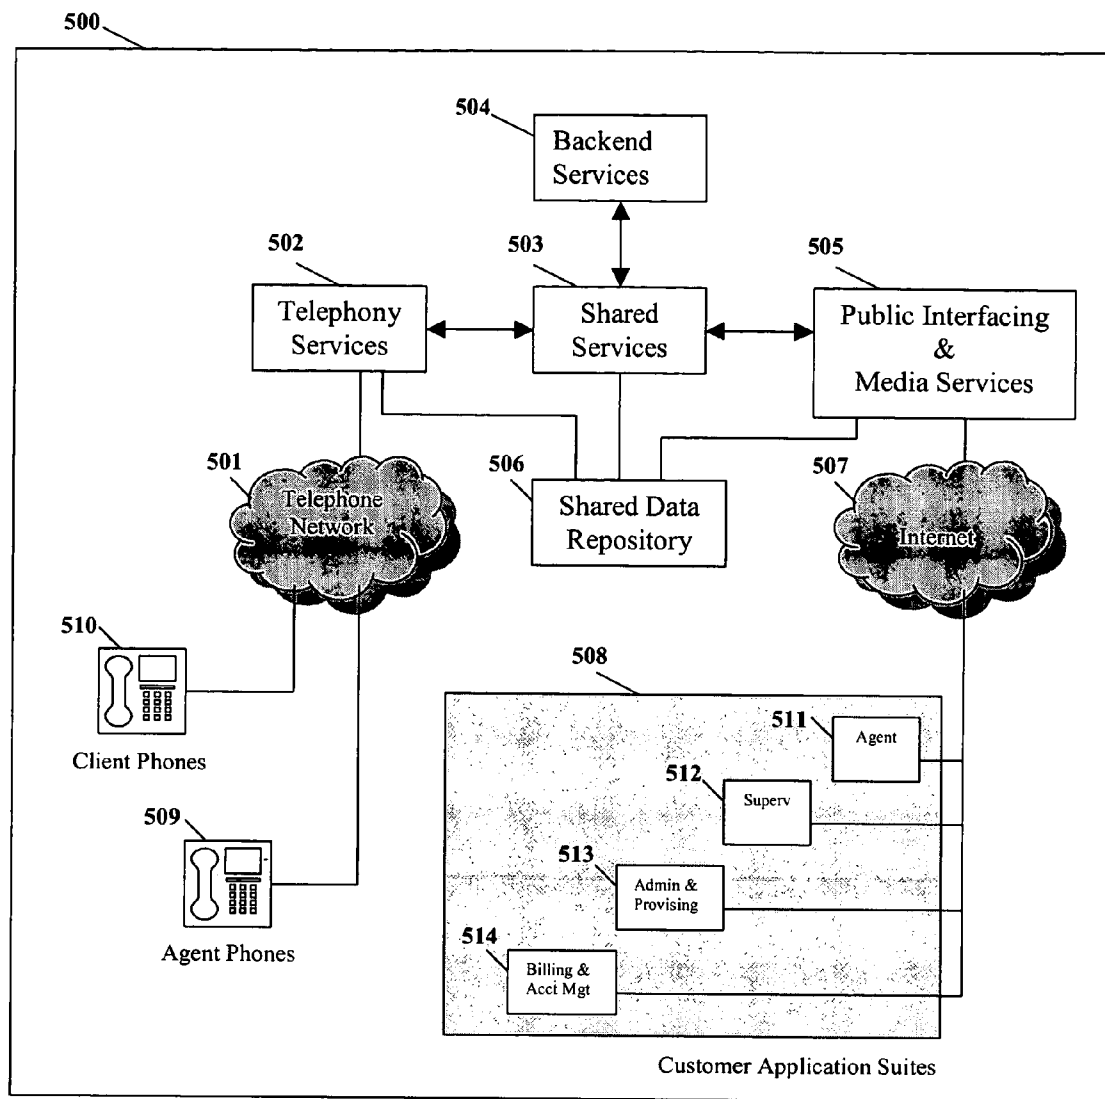 500
504
Backend
Services
502
503
505
Telephony
Services
Shared
Services
Public Interfacing
&
Media Services
501
506
507
Telephone
Network
Shared Data
Repository
Internet
510
508
511
Agent
Client Phones
512
Superv
509
513
Admin &
Provising
514
Billing &
Acct Mgt
Agent Phones
Customer Application Suites